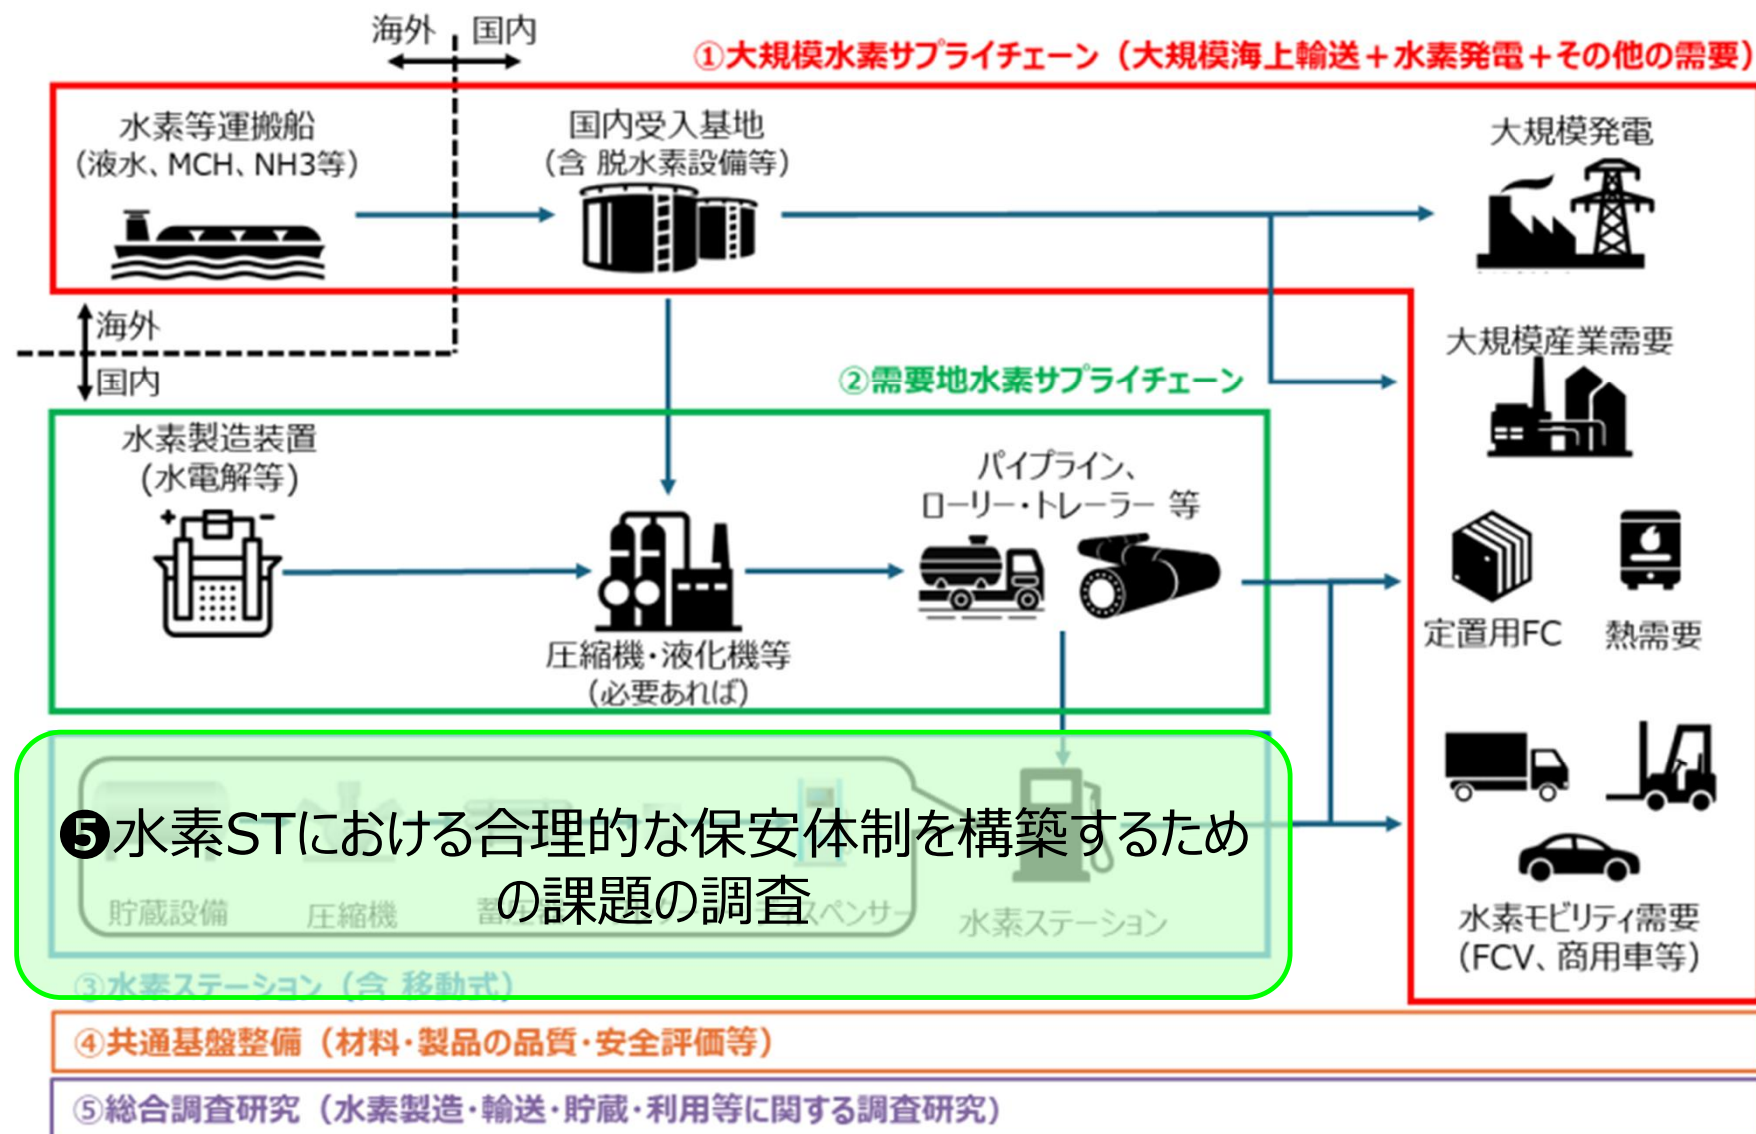 海外 国内
①大規模水素サプライチェーン（大規模海上輸送＋水素発電＋その他の需要）
水素等運搬船
（液水、MCH、NH3等）
国内受入基地
（含 脱水素設備等）
大規模発電
海外
国内
大規模産業需要
②需要地水素サプライチェーン
水素製造装置
（水電解等）
パイプライン、
ローリー・トレーラー 等
圧縮機・液化機等
（必要あれば）
定置用FC
熱需要
❺水素STにおける合理的な保安体制を構築するため
の課題の調査
貯蔵設備
圧縮機
水素ステーション
水素モビリティ需要
（FCV、商用車等）
③水素ステーション（含 移動式）
④共通基盤整備（材料・製品の品質・安全評価等）
⑤総合調査研究（水素製造・輸送・貯蔵・利用等に関する調査研究）